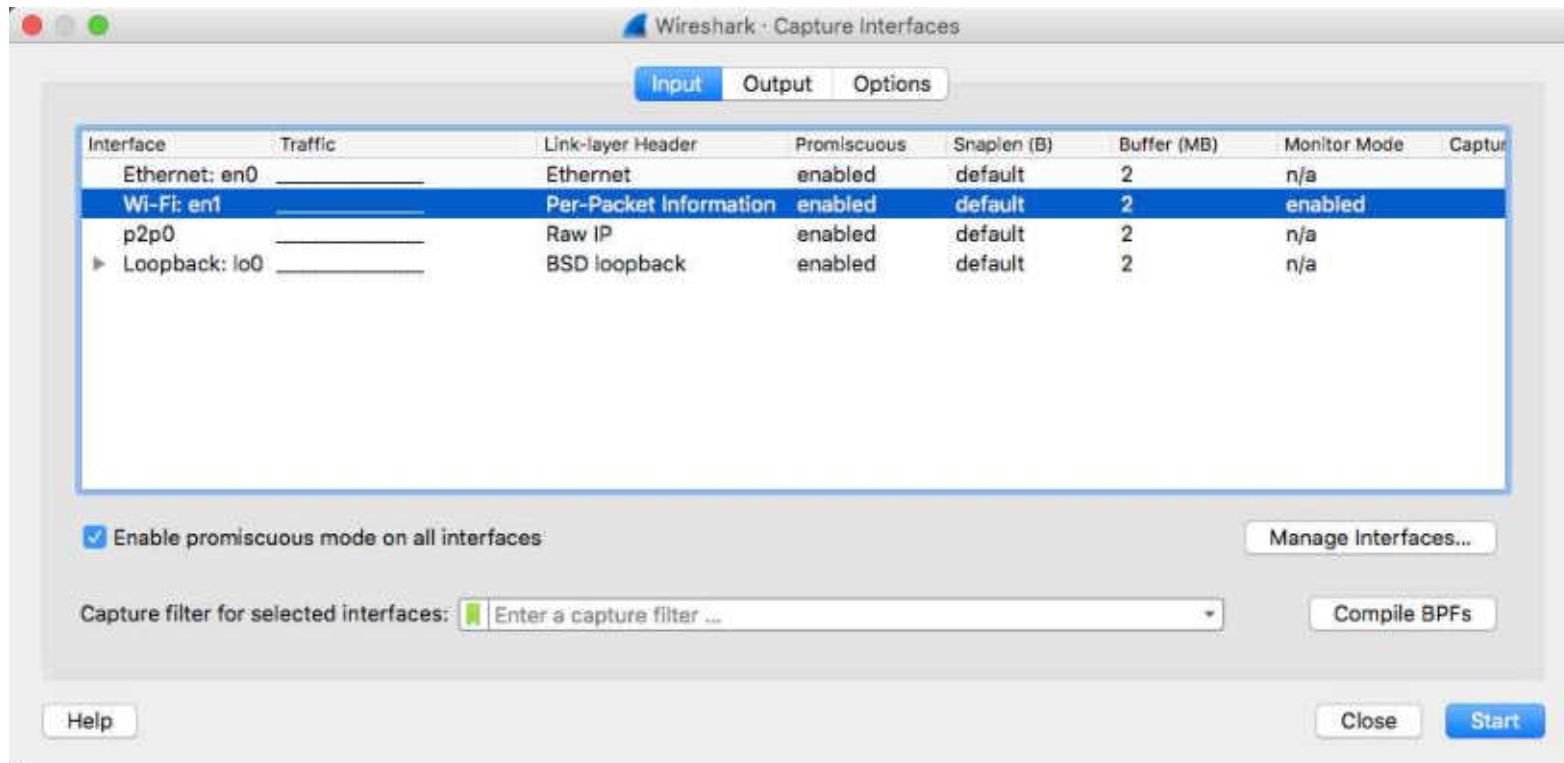 Wireshark · Capture Interfaces
Input Output Options
Interface Traffic Link-layer Header Promiscuous Snaplen (B) Buffer (MB) Monitor Mode Captur
Ethernet: en0 Ethernet enabled default 2 n/a
Wi-Fi: en1 Per-Packet Information enabled default 2 enabled
p2p0 Raw IP enabled default 2 n/a
Loopback: lo0 BSD loopback enabled default 2 n/a
Enable promiscuous mode on all interfaces Manage Interfaces...
Capture filter for selected interfaces: Enter a capture filter ... Compile BPFs
Help Close Start